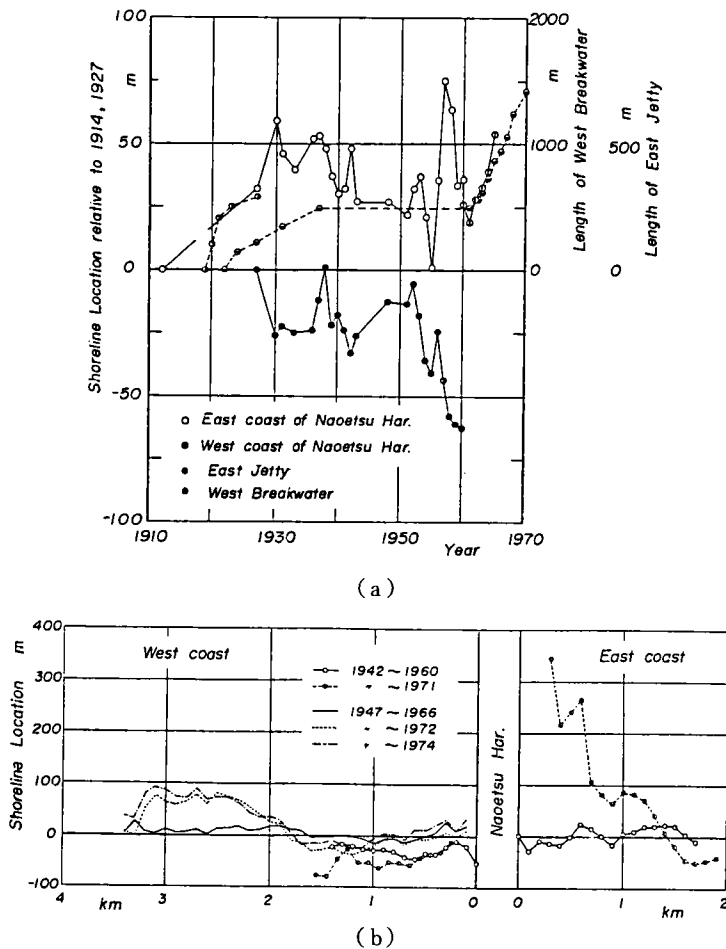 100
m
50
0
-50
-100
Shoreline Location relative to 1914, 1927
2000
m
1000
0
Length of West Breakwater
m
500
0
Length of East Jetty
○ East coast of Naoetsu Har.
● West coast of Naoetsu Har.
● East Jetty
● West Breakwater
1910 1930 1950 1970
Year
(a)
400
300
200
100
0
-100
Shoreline Location m
West coast
1942~1960
〃 ~1971
1947~1966
〃 ~1972
〃 ~1974
Naoetsu Har.
East coast
4 3 2 1 0
km
0 1 2
km
(b)